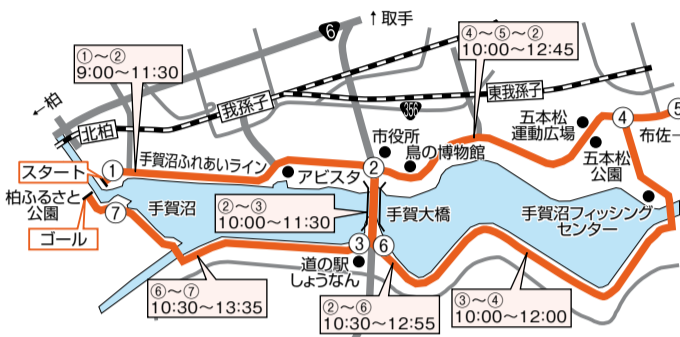 ↑取手
6
①～②
9:00～11:30
④～⑤～②
10:00～12:45
←柏
北柏
我孫子
356
東我孫子
五本松
運動広場
④
⑤
布佐
市役所
鳥の博物館
五本松
公園
スタート
①
手賀沼ふれあいライン
アビスタ
②
柏ふるさと
公園
⑦
手賀沼
②～③
10:00～11:30
手賀大橋
手賀沼フィッシング
センター
ゴール
③
⑥
道の駅
しょうなん
⑥～⑦
10:30～13:35
②～⑥
10:30～12:55
③～④
10:00～12:00